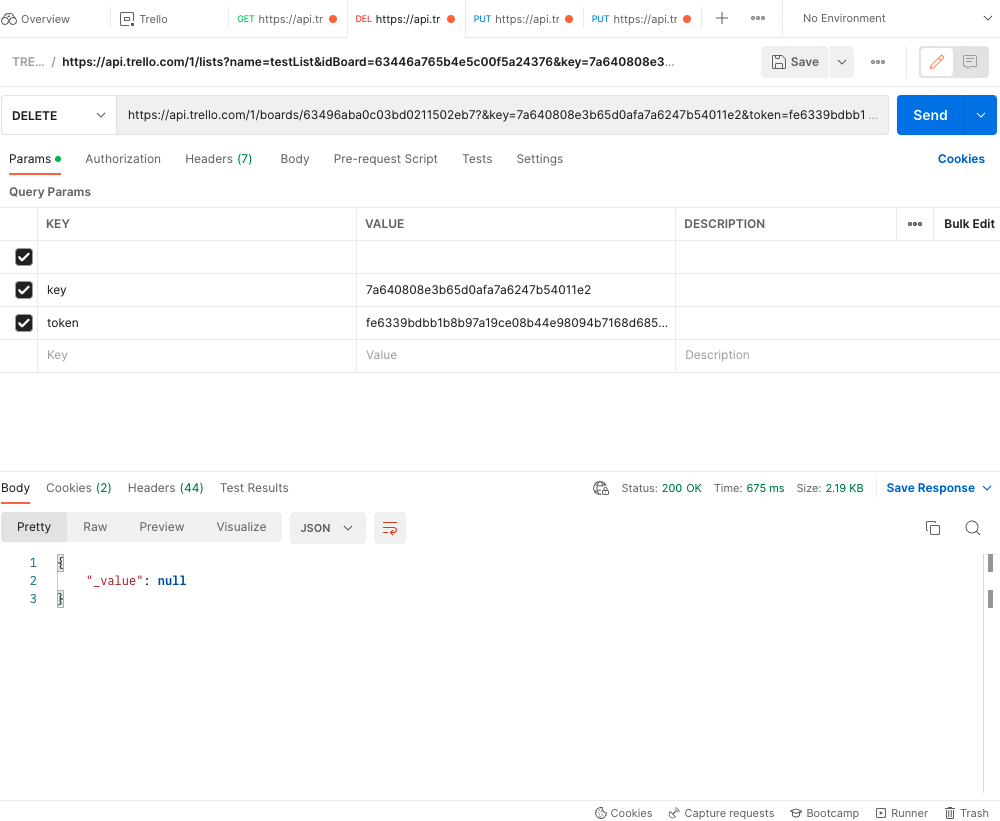 Overview Trello GET https://api.tr DEL https://api.tr PUT https://api.tr PUT https://api.tr + ••• No Environment
TRE... / https://api.trello.com/1/lists?name=testList&idBoard=63446a765b4e5c00f5a24376&key=7a640808e3... Save •••
DELETE https://api.trello.com/1/boards/63496aba0c03bd0211502eb7?&key=7a640808e3b65d0afa7a6247b54011e2&token=fe6339bdbb1 ... Send
Params Authorization Headers (7) Body Pre-request Script Tests Settings Cookies
Query Params
KEY VALUE DESCRIPTION ••• Bulk Edit
key 7a640808e3b65d0afa7a6247b54011e2
token fe6339bdbb1b8b97a19ce08b44e98094b7168d685...
Key Value Description
Body Cookies (2) Headers (44) Test Results Status: 200 OK Time: 675 ms Size: 2.19 KB Save Response
Pretty Raw Preview Visualize JSON
1 {
2 "_value": null
3 }
Cookies Capture requests Bootcamp Runner Trash